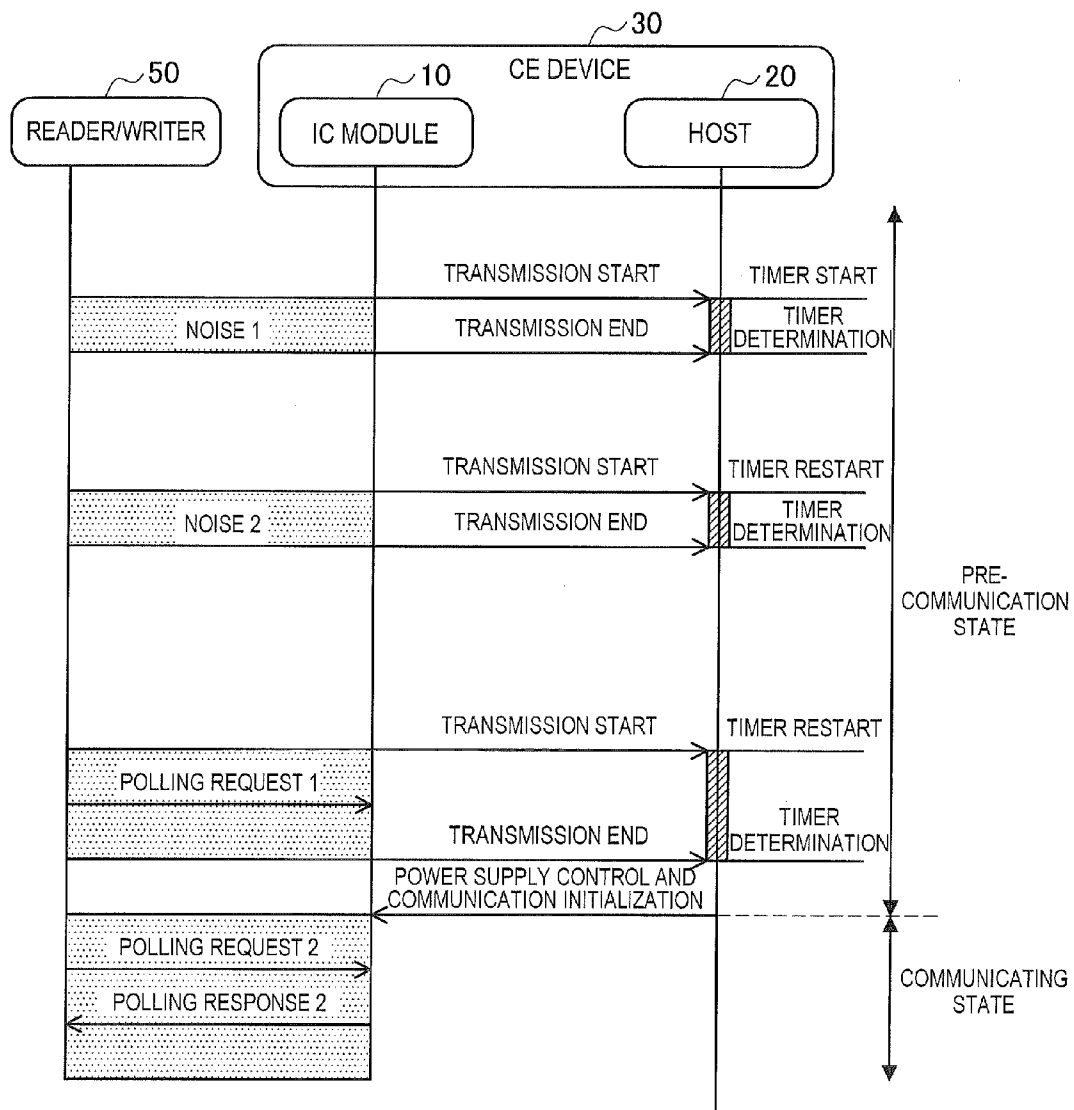 30
CE DEVICE
50
10
20
READER/WRITER
IC MODULE
HOST
TRANSMISSION START
TIMER START
NOISE 1
TRANSMISSION END
TIMER
DETERMINATION
TRANSMISSION START
TIMER RESTART
NOISE 2
TRANSMISSION END
TIMER
DETERMINATION
PRE-
COMMUNICATION
STATE
TRANSMISSION START
TIMER RESTART
POLLING REQUEST 1
TRANSMISSION END
TIMER
DETERMINATION
POWER SUPPLY CONTROL AND
COMMUNICATION INITIALIZATION
POLLING REQUEST 2
POLLING RESPONSE 2
COMMUNICATING
STATE